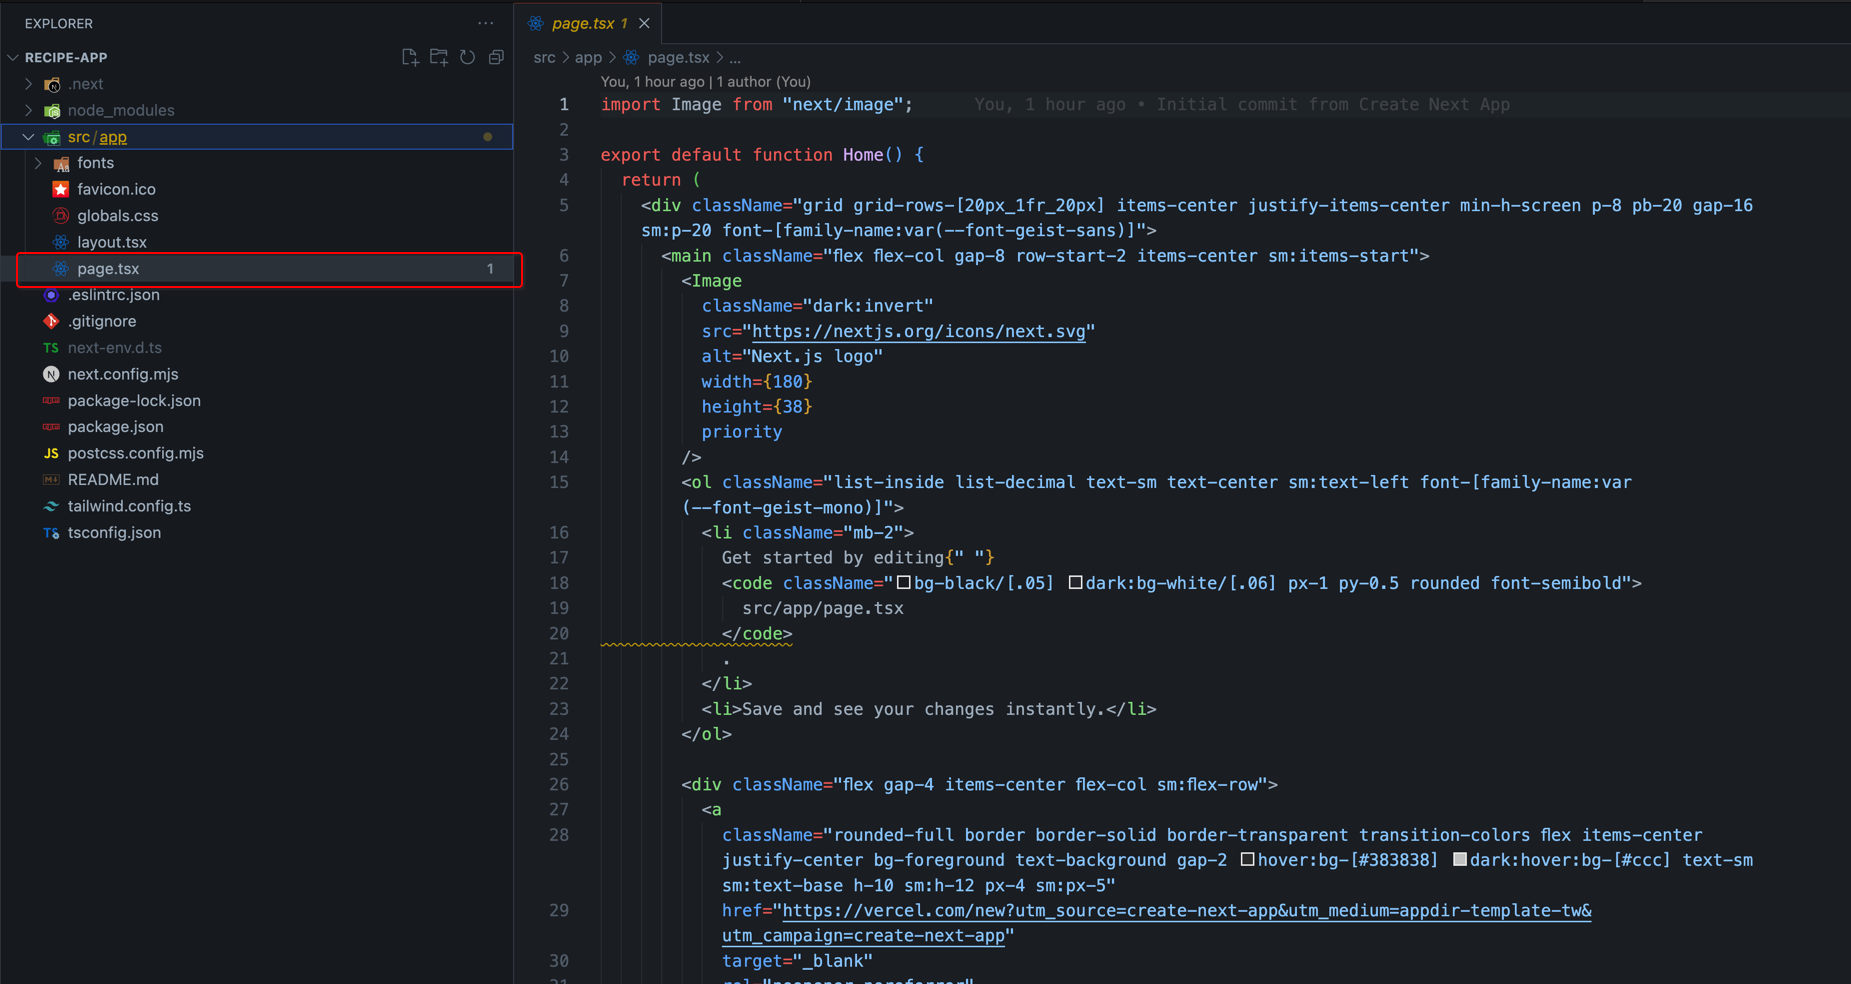 EXPLORER
RECIPE-APP
.next
node_modules
src/app
fonts
favicon.ico
globals.css
layout.tsx
page.tsx 1
.eslintrc.json
.gitignore
TS next-env.d.ts
N next.config.mjs
package-lock.json
package.json
JS postcss.config.mjs
README.md
tailwind.config.ts
TS tsconfig.json
page.tsx 1
src > app > page.tsx > ...
You, 1 hour ago | 1 author (You)
1 import Image from "next/image"; You, 1 hour ago • Initial commit from Create Next App
2
3 export default function Home() {
4 return (
5 <div className="grid grid-rows-[20px_1fr_20px] items-center justify-items-center min-h-screen p-8 pb-20 gap-16
sm:p-20 font-[family-name:var(--font-geist-sans)]">
6 <main className="flex flex-col gap-8 row-start-2 items-center sm:items-start">
7 <Image
8 className="dark:invert"
9 src="https://nextjs.org/icons/next.svg"
10 alt="Next.js logo"
11 width={180}
12 height={38}
13 priority
14 />
15 <ol className="list-inside list-decimal text-sm text-center sm:text-left font-[family-name:var
(--font-geist-mono)]">
16 <li className="mb-2">
17 Get started by editing{" "}
18 <code className="bg-black/[.05] dark:bg-white/[.06] px-1 py-0.5 rounded font-semibold">
19 src/app/page.tsx
20 </code>
21 .
22 </li>
23 <li>Save and see your changes instantly.</li>
24 </ol>
25
26 <div className="flex gap-4 items-center flex-col sm:flex-row">
27 <a
28 className="rounded-full border border-solid border-transparent transition-colors flex items-center
justify-center bg-foreground text-background gap-2 hover:bg-[#383838] dark:hover:bg-[#ccc] text-sm
sm:text-base h-10 sm:h-12 px-4 sm:px-5"
29 href="https://vercel.com/new?utm_source=create-next-app&utm_medium=appdir-template-tw&
utm_campaign=create-next-app"
30 target="_blank"
31 rel="noopener noreferrer"